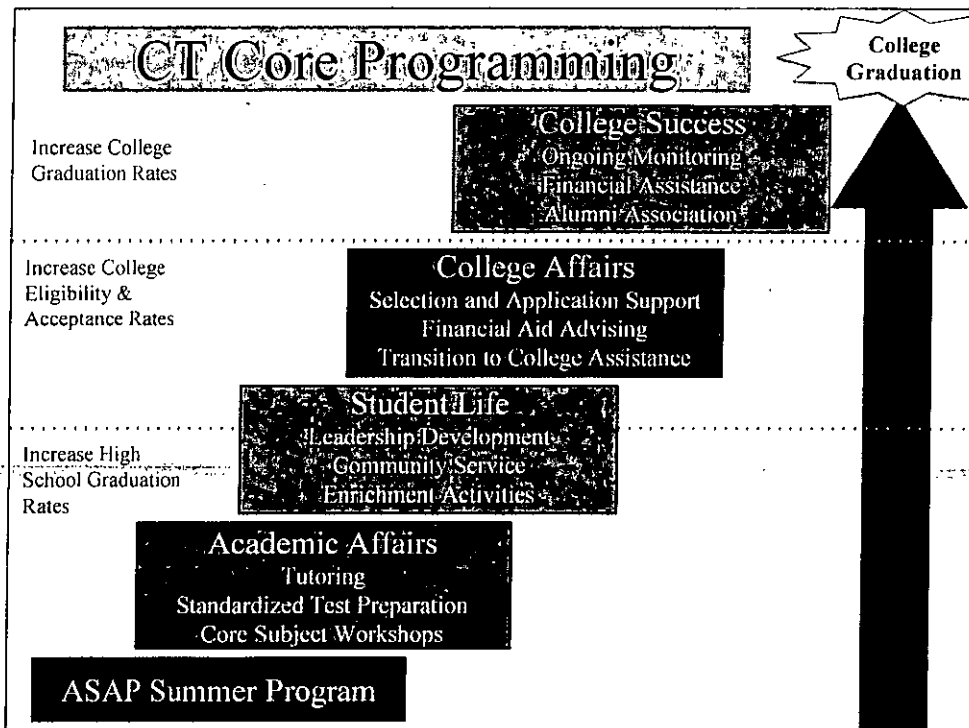 CT Core Programming
College
Graduation
Increase College
Graduation Rates
College Success
Ongoing Monitoring
Financial Assistance
Alumni Association
Increase College
Eligibility &
Acceptance Rates
College Affairs
Selection and Application Support
Financial Aid Advising
Transition to College Assistance
Student Life
Leadership Development
Community Service
Enrichment Activities
Increase High
School Graduation
Rates
Academic Affairs
Tutoring
Standardized Test Preparation
Core Subject Workshops
ASAP Summer Program